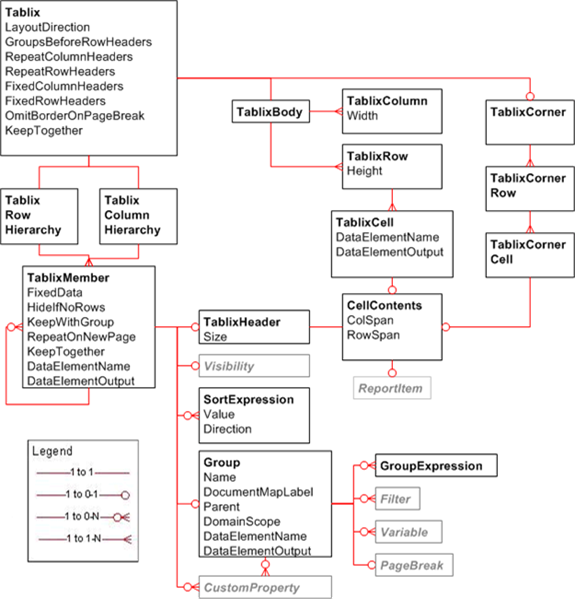 Tablix
LayoutDirection
GroupsBeforeRowHeaders
RepeatColumnHeaders
RepeatRowHeaders
FixedColumnHeaders
FixedRowHeaders
OmitBorderOnPageBreak
KeepTogether
TablixBody
TablixColumn
Width
TablixCorner
TablixRow
Height
TablixCorner
Row
Tablix
Row
Hierarchy
Tablix
Column
Hierarchy
TablixCell
DataElementName
DataElementOutput
TablixCorner
Cell
TablixMember
FixedData
HideIfNoRows
KeepWithGroup
RepeatOnNewPage
KeepTogether
DataElementName
DataElementOutput
TablixHeader
Size
CellContents
ColSpan
RowSpan
Visibility
ReportItem
SortExpression
Value
Direction
Legend
1 to 1
1 to 0-1
1 to 0-N
1 to 1-N
Group
Name
DocumentMapLabel
Parent
DomainScope
DataElementName
DataElementOutput
GroupExpression
Filter
Variable
PageBreak
CustomProperty